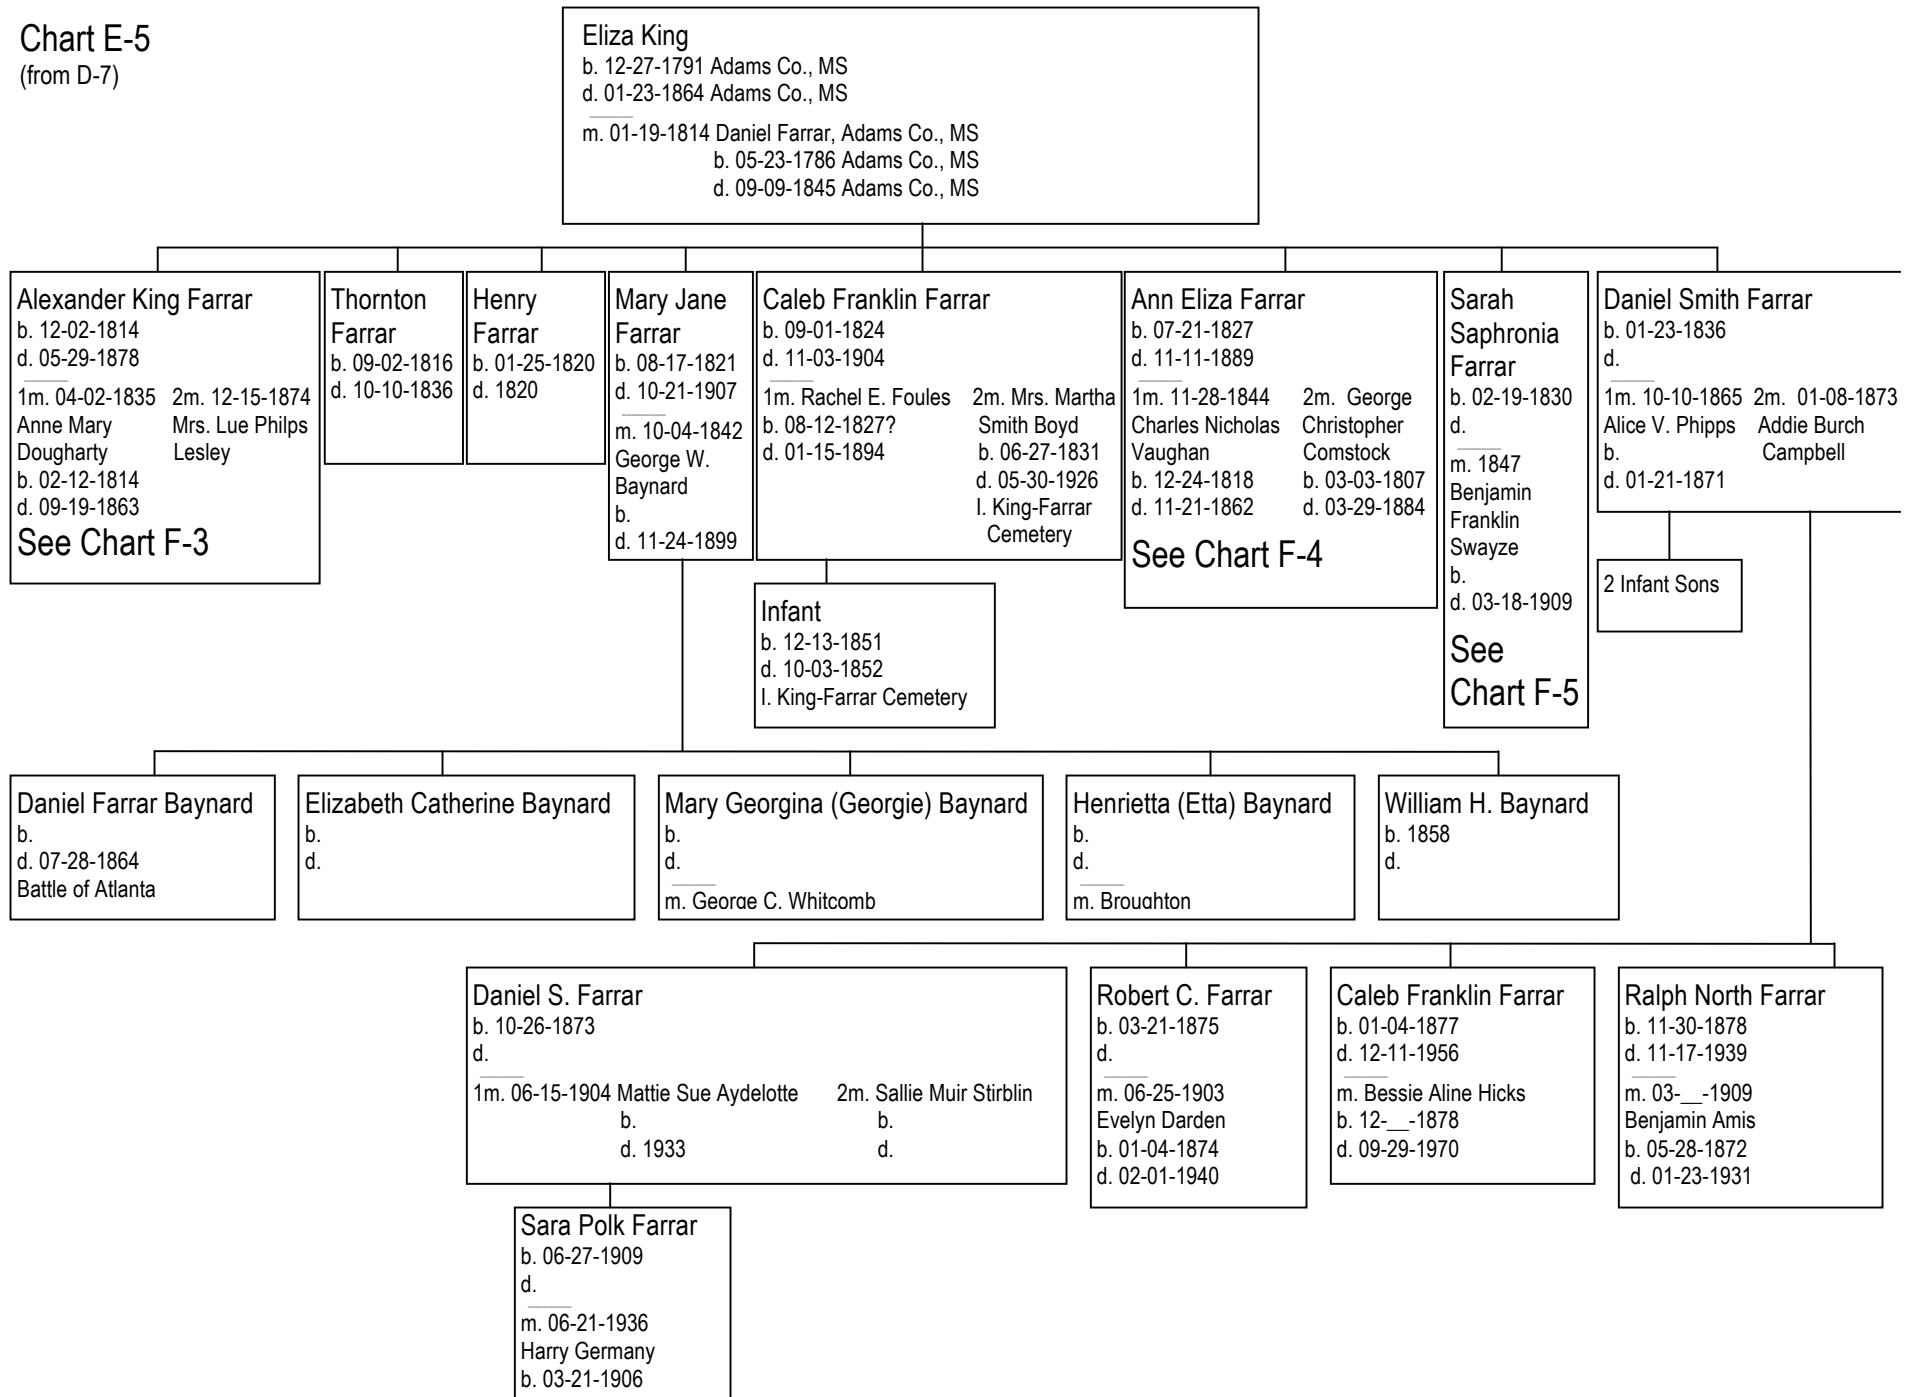 Chart E-5
(from D-7)
Eliza King
b. 12-27-1791 Adams Co., MS
d. 01-23-1864 Adams Co., MS
m. 01-19-1814 Daniel Farrar, Adams Co., MS
b. 05-23-1786 Adams Co., MS
d. 09-09-1845 Adams Co., MS
Alexander King Farrar
b. 12-02-1814
d. 05-29-1878
1m. 04-02-1835
Anne Mary
Dougharty
b. 02-12-1814
d. 09-19-1863
2m. 12-15-1874
Mrs. Lue Philps
Lesley
See Chart F-3
Thornton
Farrar
b. 09-02-1816
d. 10-10-1836
Henry
Farrar
b. 01-25-1820
d. 1820
Mary Jane
Farrar
b. 08-17-1821
d. 10-21-1907
m. 10-04-1842
George W.
Baynard
b.
d. 11-24-1899
Caleb Franklin Farrar
b. 09-01-1824
d. 11-03-1904
1m. Rachel E. Foules
b. 08-12-1827?
d. 01-15-1894
2m. Mrs. Martha
Smith Boyd
b. 06-27-1831
d. 05-30-1926
I. King-Farrar
Cemetery
Ann Eliza Farrar
b. 07-21-1827
d. 11-11-1889
1m. 11-28-1844
Charles Nicholas
Vaughan
b. 12-24-1818
d. 11-21-1862
2m. George
Christopher
Comstock
b. 03-03-1807
d. 03-29-1884
See Chart F-4
Sarah
Saphronia
Farrar
b. 02-19-1830
d.
m. 1847
Benjamin
Franklin
Swayze
b.
d. 03-18-1909
See
Chart F-5
Daniel Smith Farrar
b. 01-23-1836
d.
1m. 10-10-1865
Alice V. Phipps
b.
d. 01-21-1871
2m. 01-08-1873
Addie Burch
Campbell
Infant
b. 12-13-1851
d. 10-03-1852
I. King-Farrar Cemetery
2 Infant Sons
Daniel Farrar Baynard
b.
d. 07-28-1864
Battle of Atlanta
Elizabeth Catherine Baynard
b.
d.
Mary Georgina (Georgie) Baynard
b.
d.
m. George C. Whitcomb
Henrietta (Etta) Baynard
b.
d.
m. Broughton
William H. Baynard
b. 1858
d.
Daniel S. Farrar
b. 10-26-1873
d.
1m. 06-15-1904 Mattie Sue Aydelotte
b.
d. 1933
2m. Sallie Muir Stirblin
b.
d.
Robert C. Farrar
b. 03-21-1875
d.
m. 06-25-1903
Evelyn Darden
b. 01-04-1874
d. 02-01-1940
Caleb Franklin Farrar
b. 01-04-1877
d. 12-11-1956
m. Bessie Aline Hicks
b. 12-__-1878
d. 09-29-1970
Ralph North Farrar
b. 11-30-1878
d. 11-17-1939
m. 03-__-1909
Benjamin Amis
b. 05-28-1872
d. 01-23-1931
Sara Polk Farrar
b. 06-27-1909
d.
m. 06-21-1936
Harry Germany
b. 03-21-1906